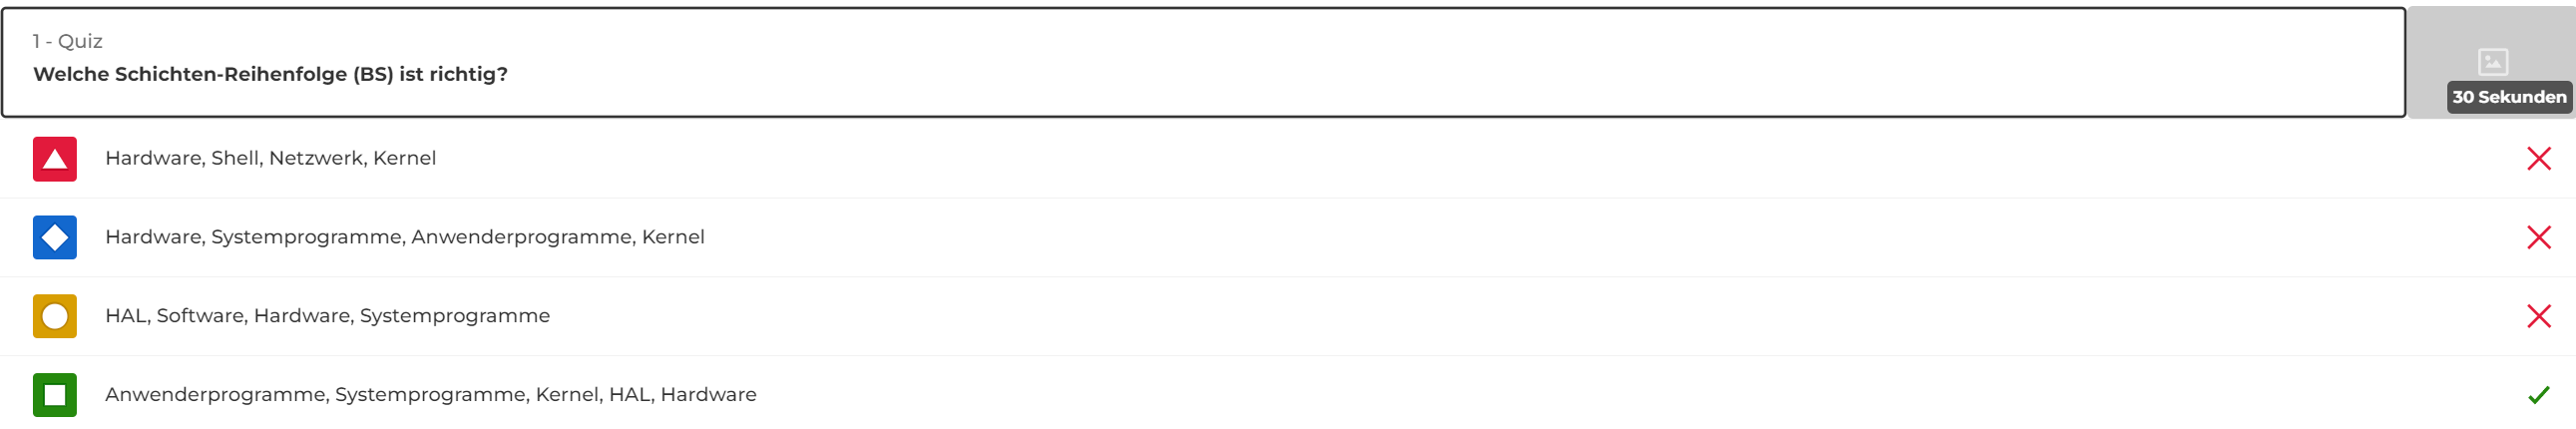 1 - Quiz
Welche Schichten-Reihenfolge (BS) ist richtig?
30 Sekunden
Hardware, Shell, Netzwerk, Kernel
Hardware, Systemprogramme, Anwenderprogramme, Kernel
HAL, Software, Hardware, Systemprogramme
Anwenderprogramme, Systemprogramme, Kernel, HAL, Hardware